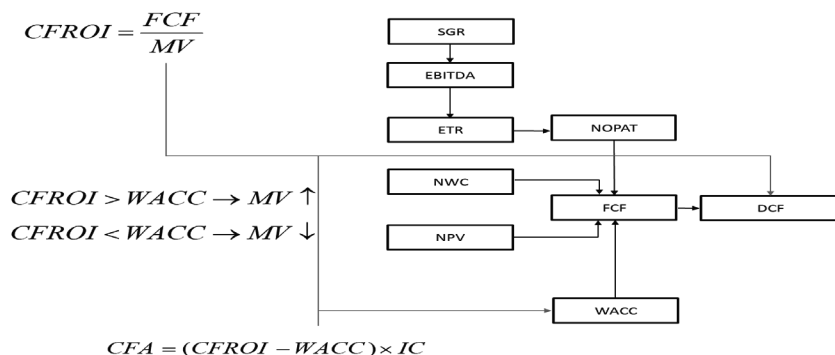 CFROI = FCF / MV
SGR
EBITDA
ETR
NOPAT
NWC
CFROI > WACC → MV ↑
FCF
DCF
CFROI < WACC → MV ↓
NPV
WACC
CFA = (CFROI − WACC) × IC